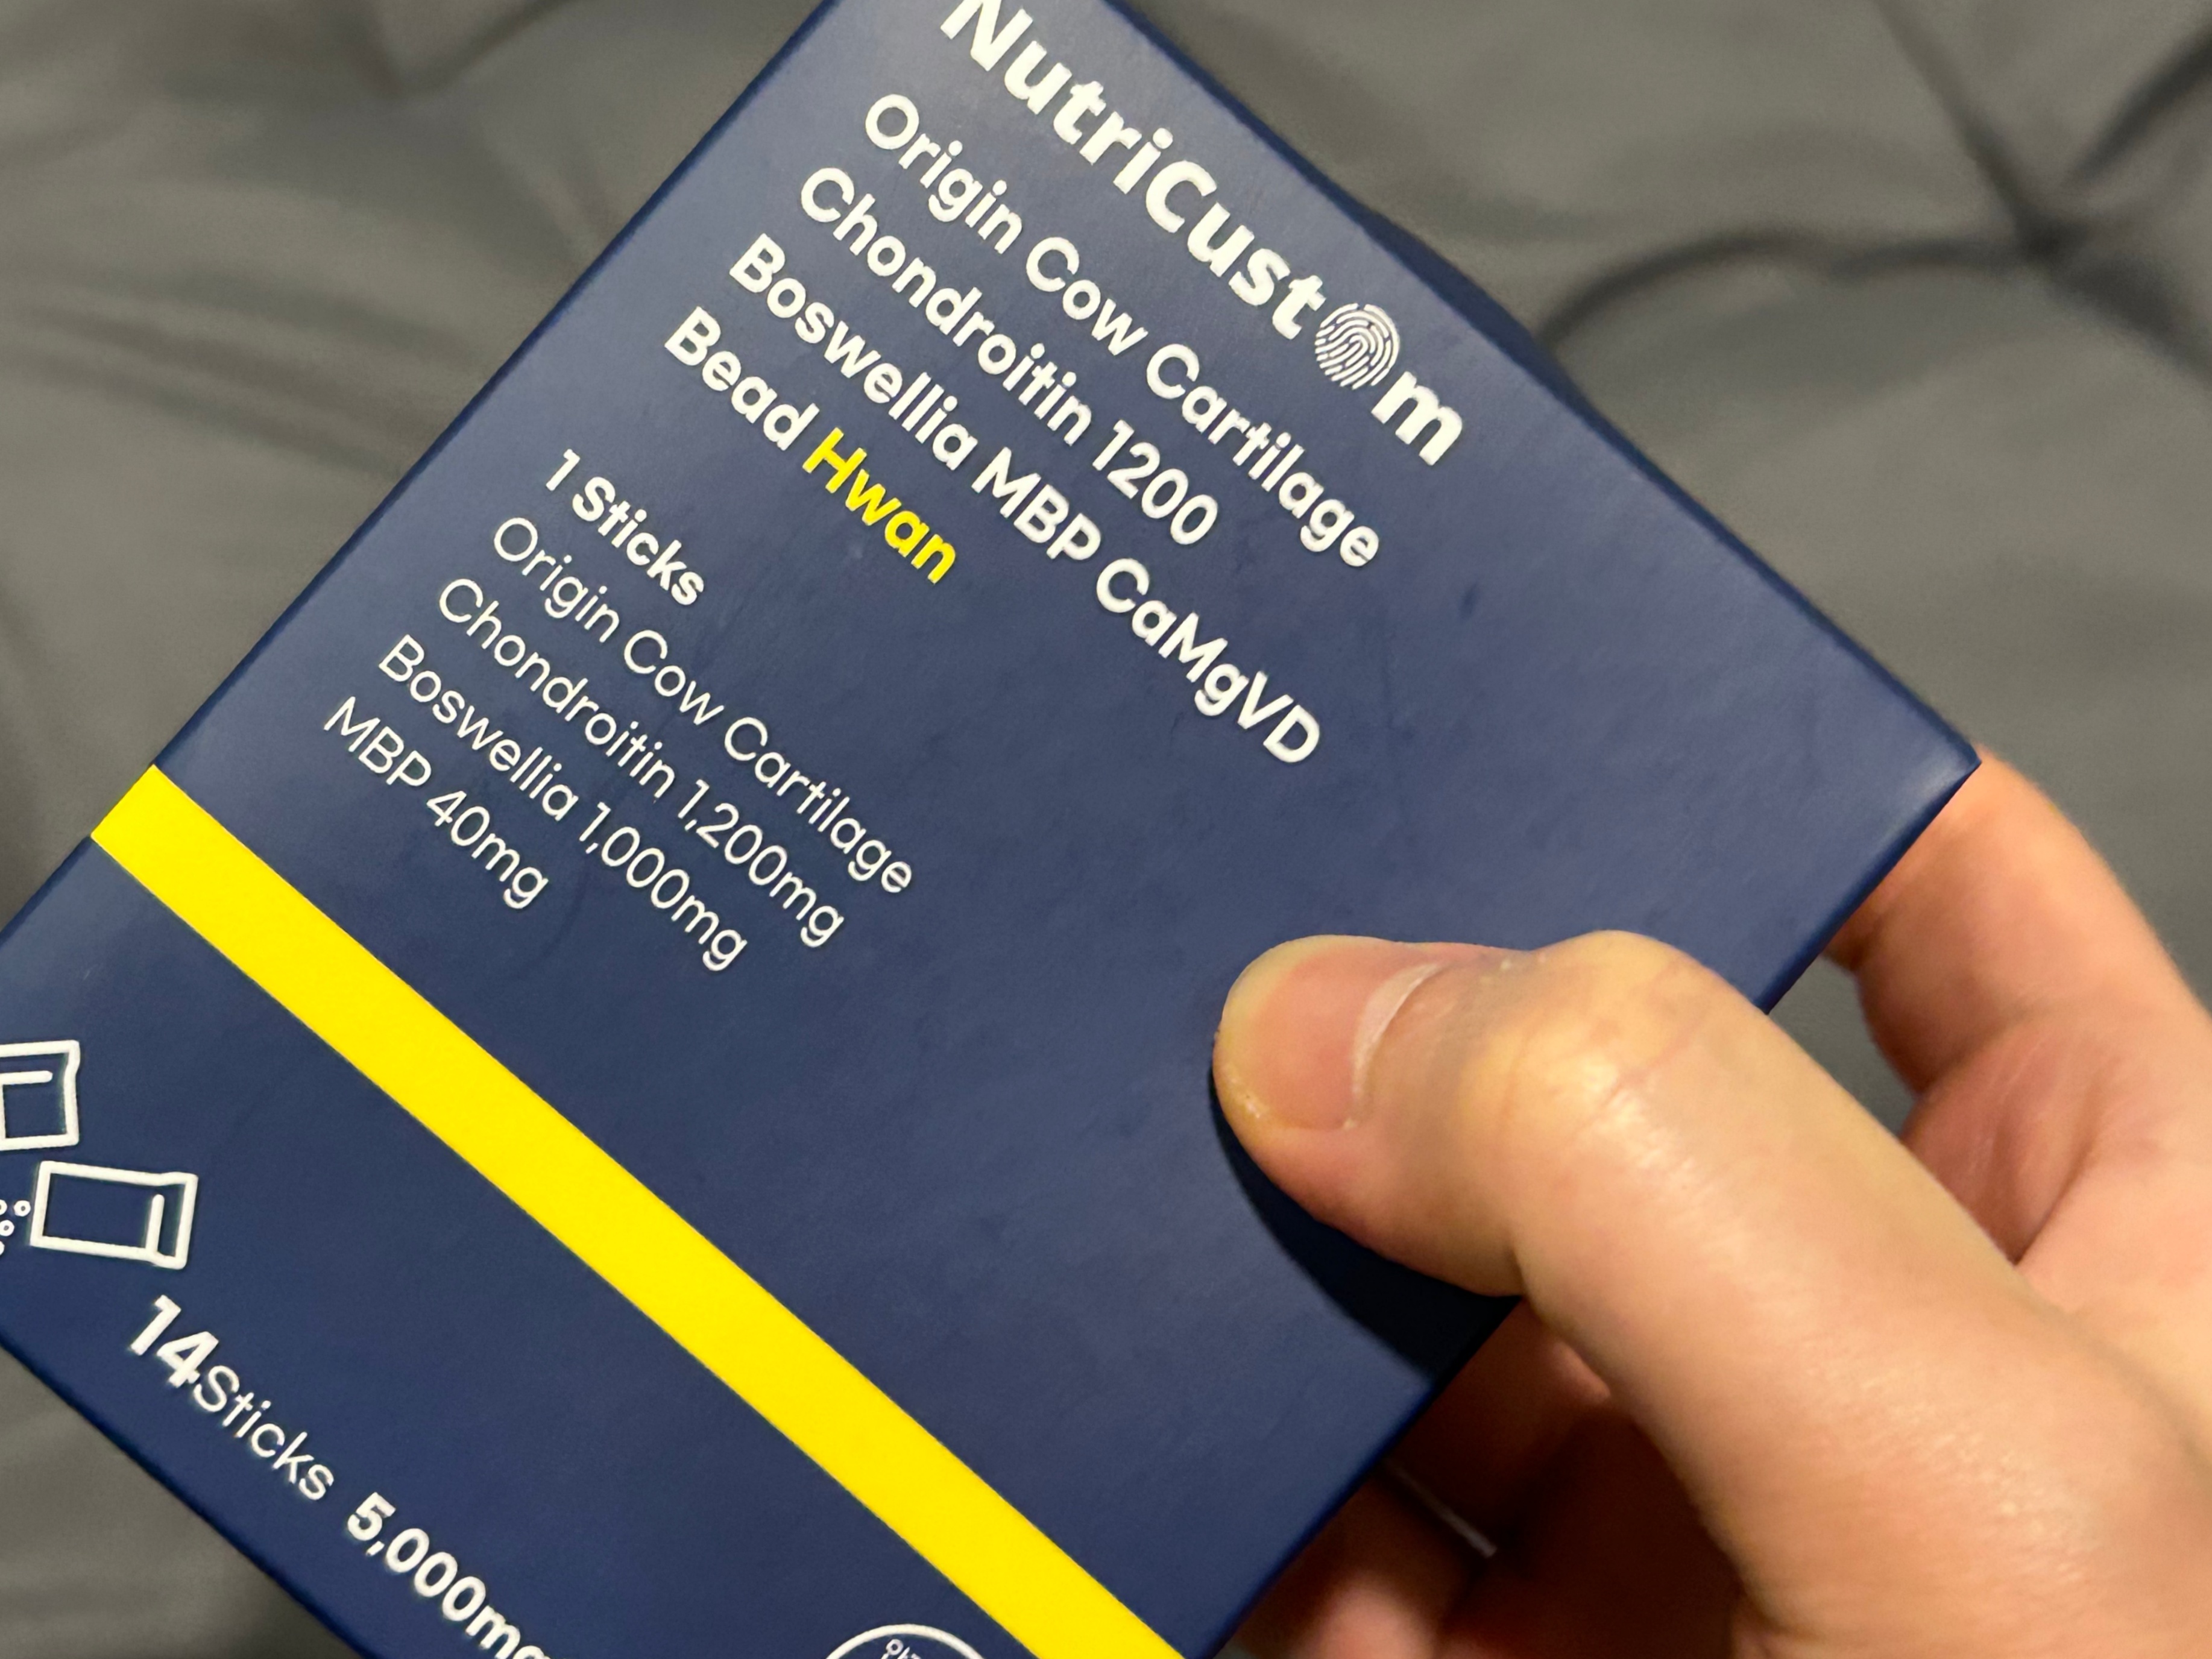 NutriCustom
Origin Cow Cartilage
Chondroitin 1200
Boswellia MBP CaMgVD
Bead Hwan
1 Sticks
Origin Cow Cartilage
Chondroitin 1,200mg
Boswellia 1,000mg
MBP 40mg
14Sticks 5,000mg